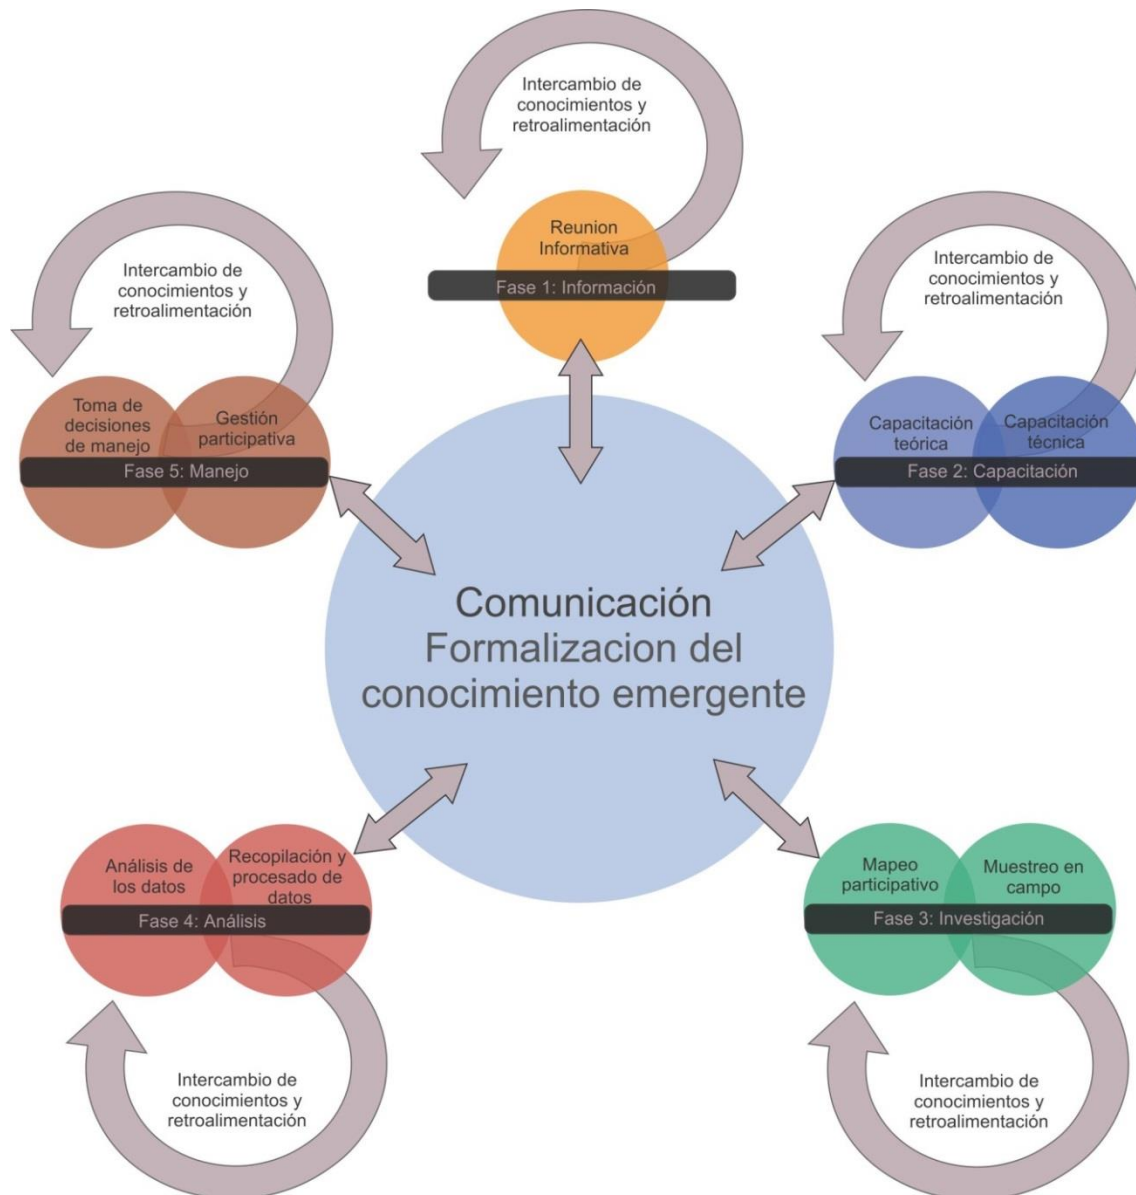 Intercambio de
conocimientos y
retroalimentación
Reunion
Informativa
Fase 1: Información
Intercambio de
conocimientos y
retroalimentación
Capacitación
teórica
Capacitación
técnica
Fase 2: Capacitación
Intercambio de
conocimientos y
retroalimentación
Toma de
decisiones
de manejo
Gestión
participativa
Fase 5: Manejo
Comunicación
Formalizacion del
conocimiento emergente
Análisis de
los datos
Recopilación y
procesado de
datos
Fase 4: Análisis
Intercambio de
conocimientos y
retroalimentación
Mapeo
participativo
Muestreo en
campo
Fase 3: Investigación
Intercambio de
conocimientos y
retroalimentación